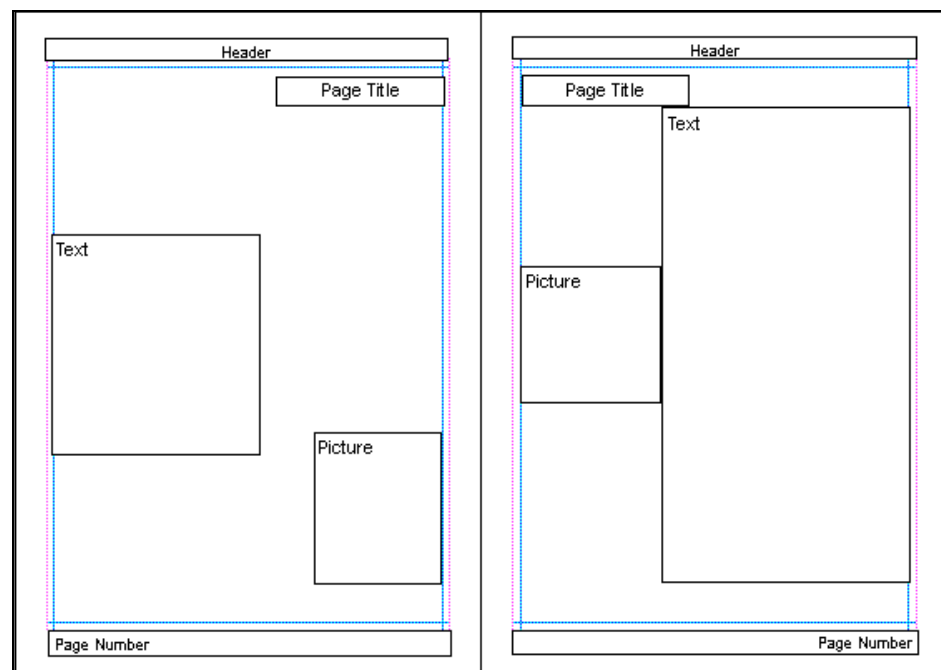 Header
Page Title
Text
Picture
Page Number
Header
Page Title
Text
Picture
Page Number